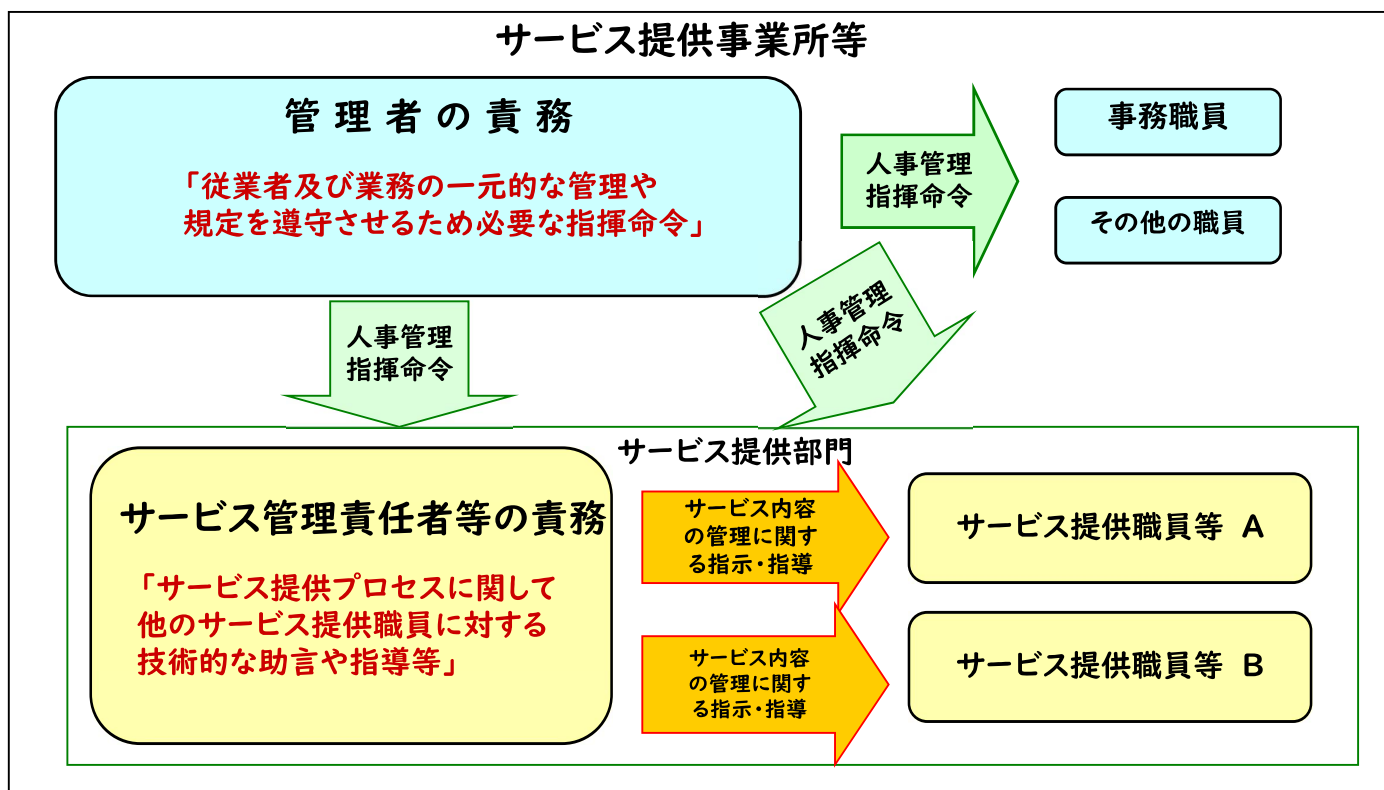 サービス提供事業所等
管理者の責務
「従業者及び業務の一元的な管理や
規定を遵守させるため必要な指揮命令」
人事管理
指揮命令
事務職員
その他の職員
人事管理
指揮命令
人事管理
指揮命令
サービス提供部門
サービス管理責任者等の責務
「サービス提供プロセスに関して
他のサービス提供職員に対する
技術的な助言や指導等」
サービス内容
の管理に関す
る指示・指導
サービス提供職員等 A
サービス内容
の管理に関す
る指示・指導
サービス提供職員等 B